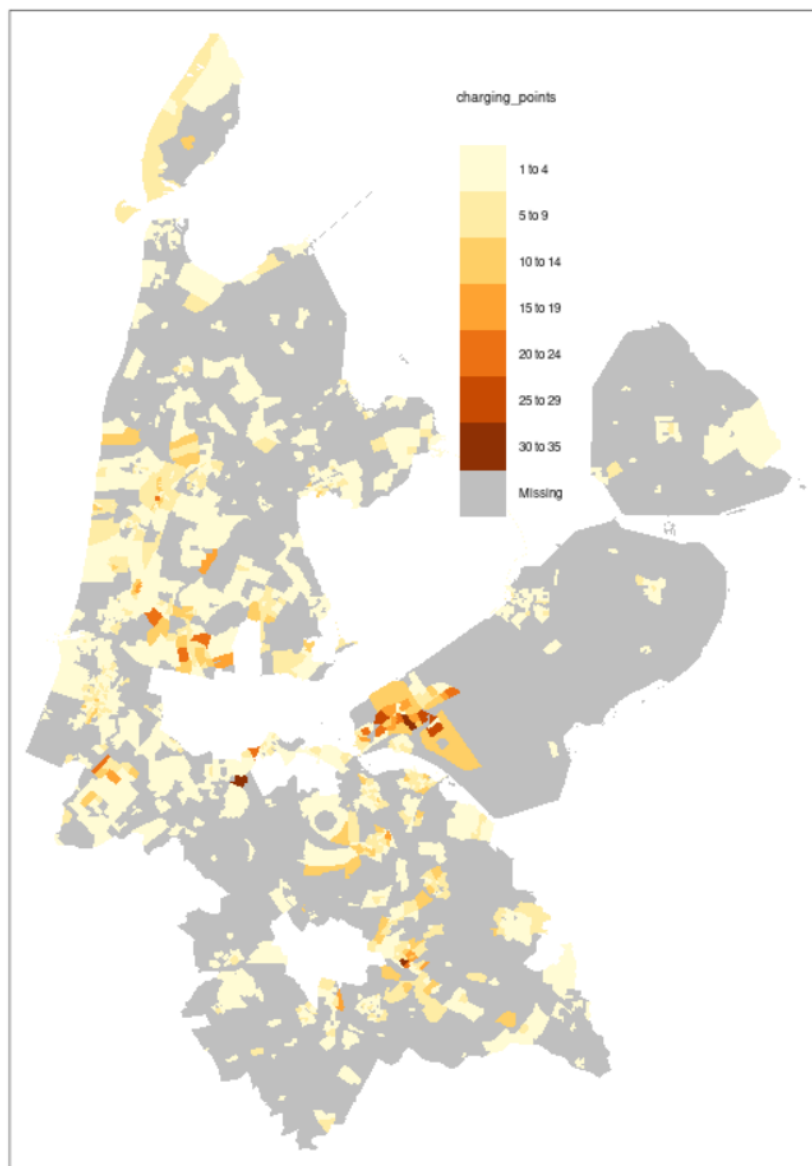 charging_points
1 to 4
5 to 9
10 to 14
15 to 19
20 to 24
25 to 29
30 to 35
Missing